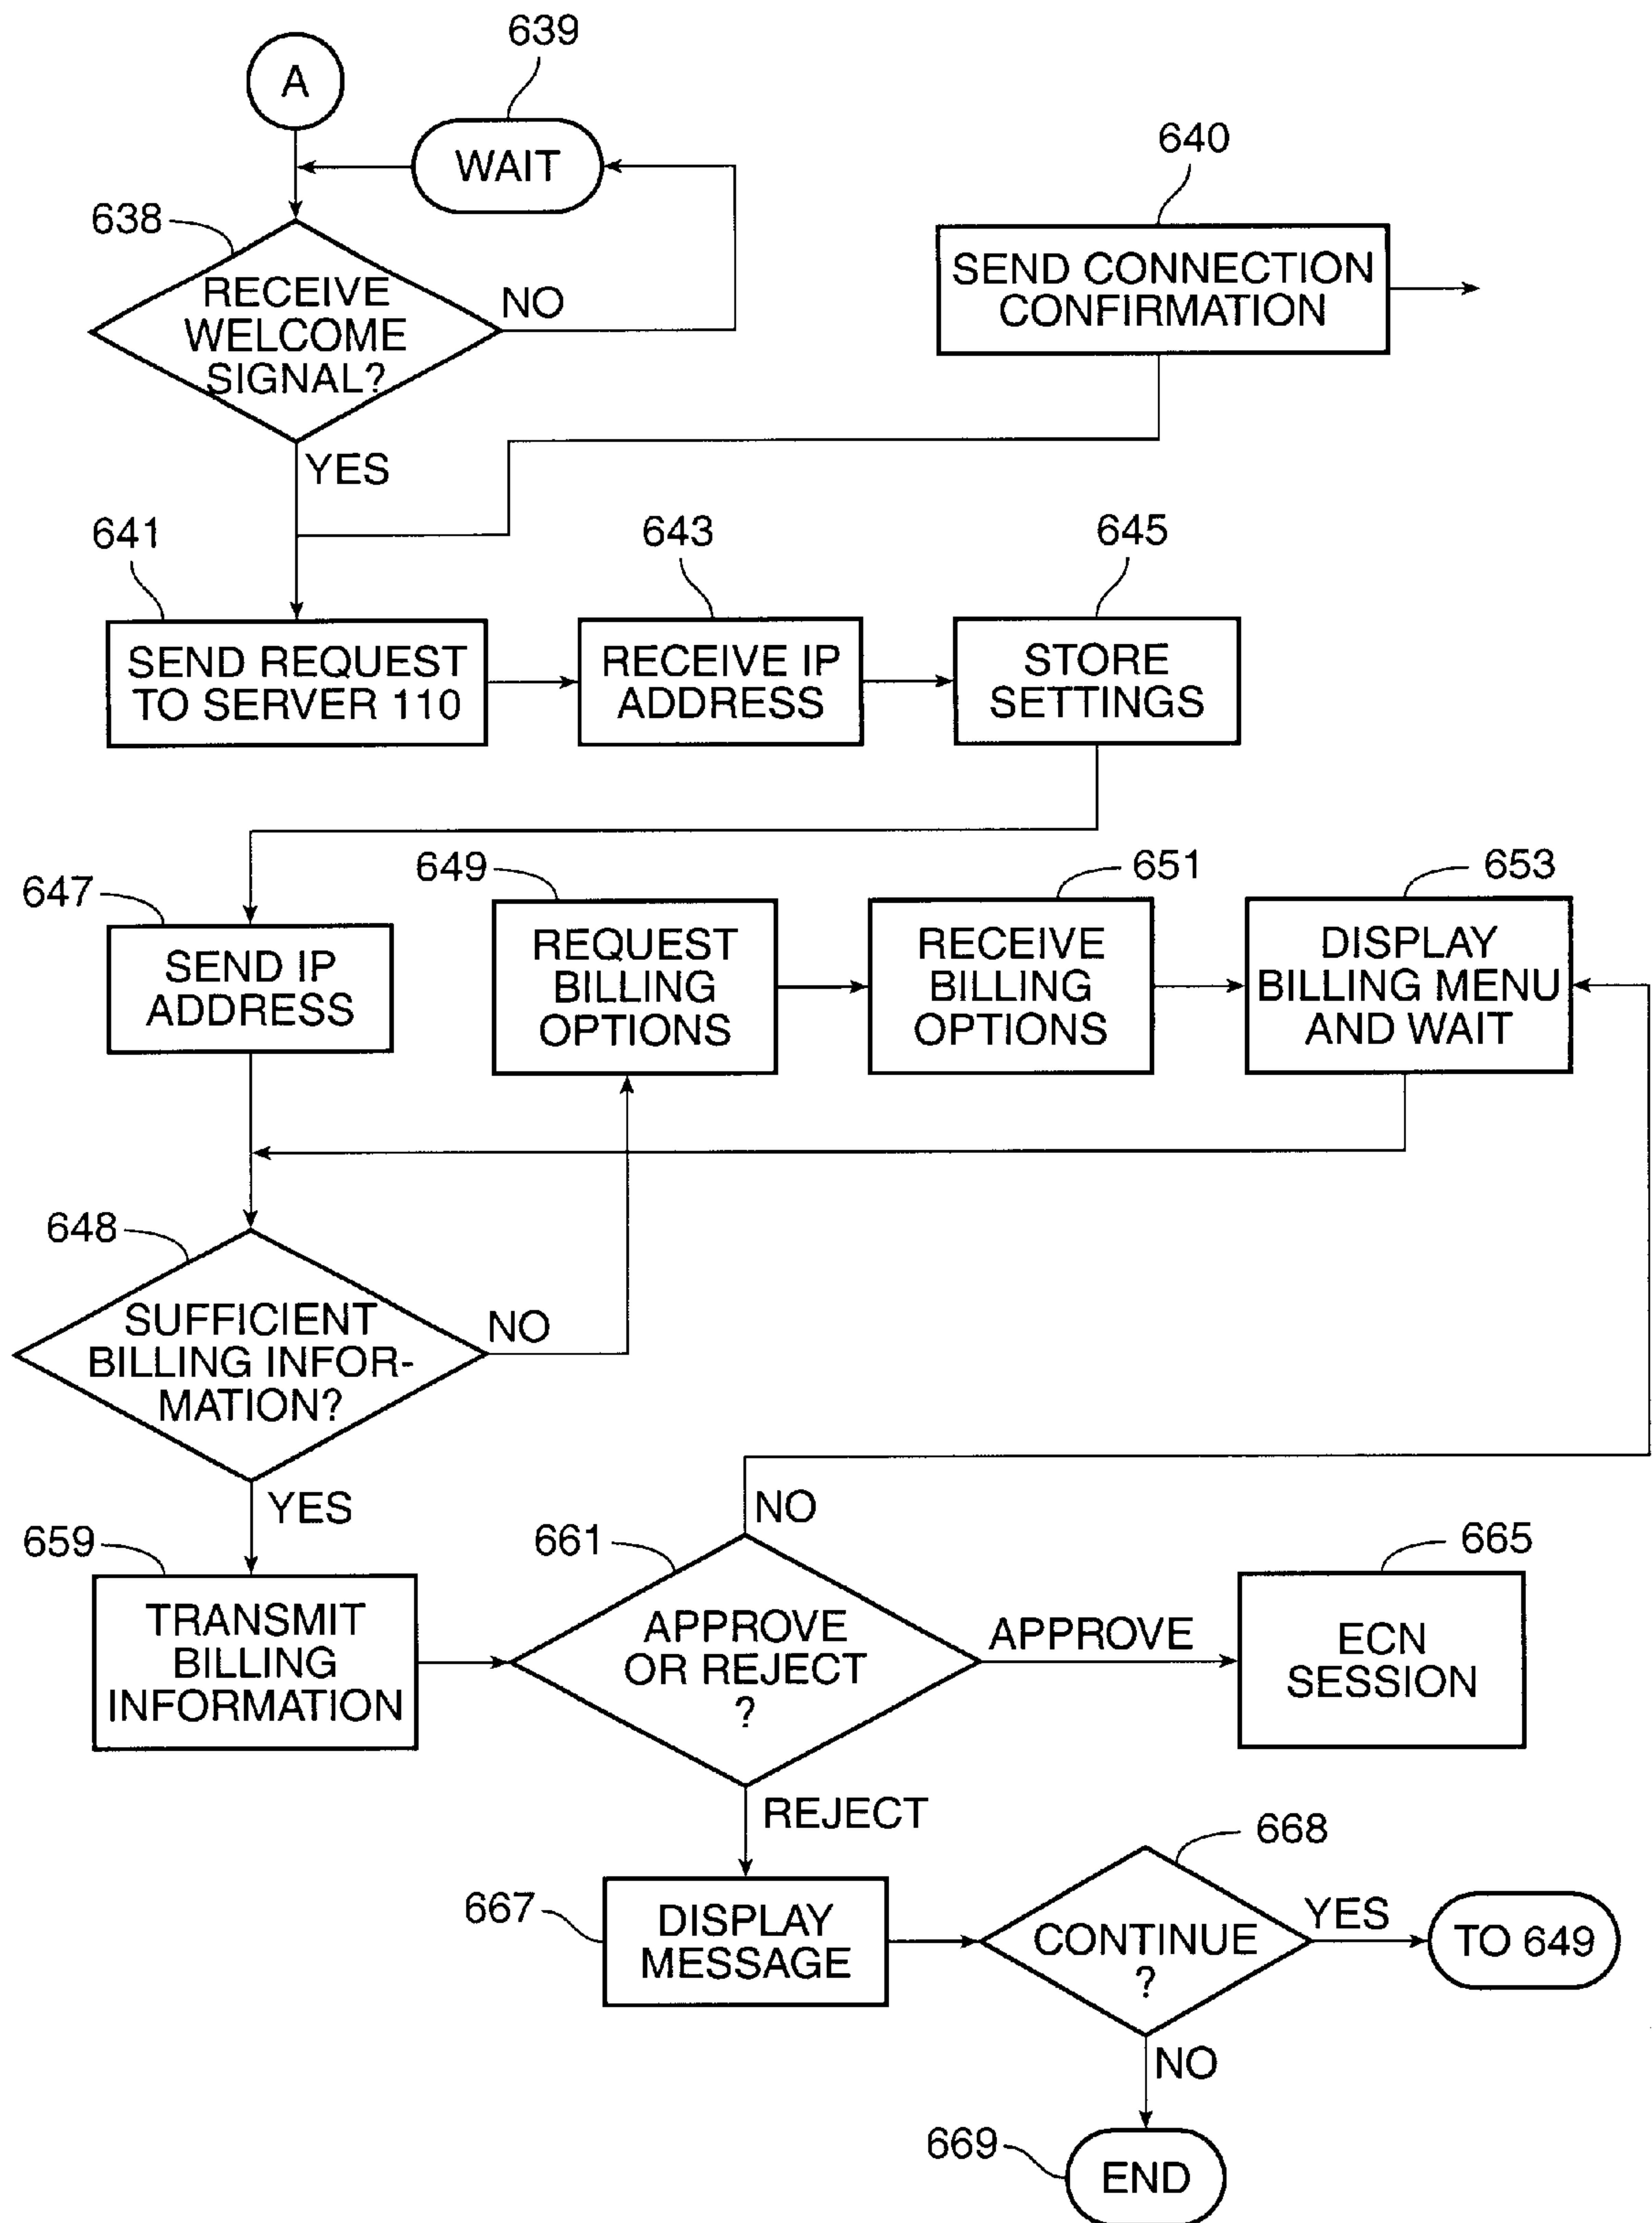 639
A
WAIT
640
638
RECEIVE
WELCOME
SIGNAL?
NO
SEND CONNECTION
CONFIRMATION
YES
641
643
645
SEND REQUEST
TO SERVER 110
RECEIVE IP
ADDRESS
STORE
SETTINGS
647
649
651
653
SEND IP
ADDRESS
REQUEST
BILLING
OPTIONS
RECEIVE
BILLING
OPTIONS
DISPLAY
BILLING MENU
AND WAIT
648
SUFFICIENT
BILLING INFOR-
MATION?
NO
YES
NO
659
661
665
TRANSMIT
BILLING
INFORMATION
APPROVE
OR REJECT
?
APPROVE
ECN
SESSION
REJECT
668
667
DISPLAY
MESSAGE
CONTINUE
?
YES
TO 649
NO
669
END